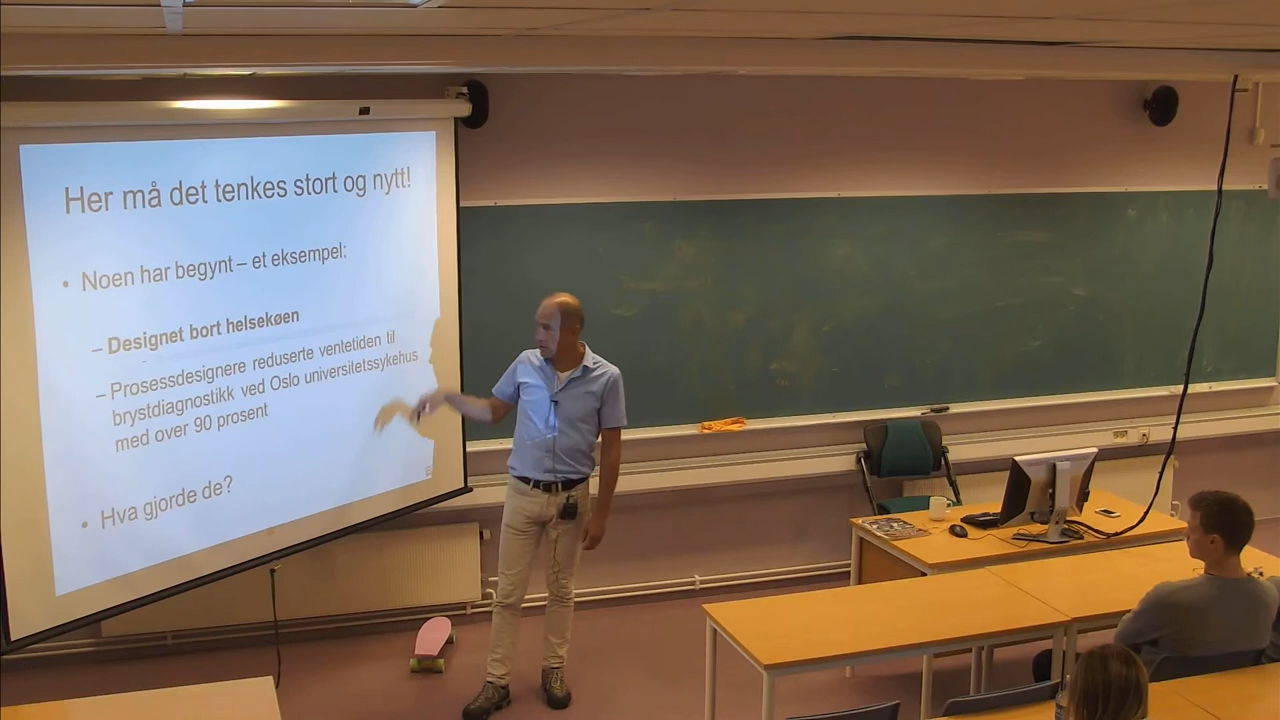 Her må det tenkes stort og nytt!
• Noen har begynt – et eksempel:
– Designet bort helsekøen
– Prosessdesignere reduserte ventetiden til
brystdiagnostikk ved Oslo universitetssykehus
med over 90 prosent
• Hva gjorde de?